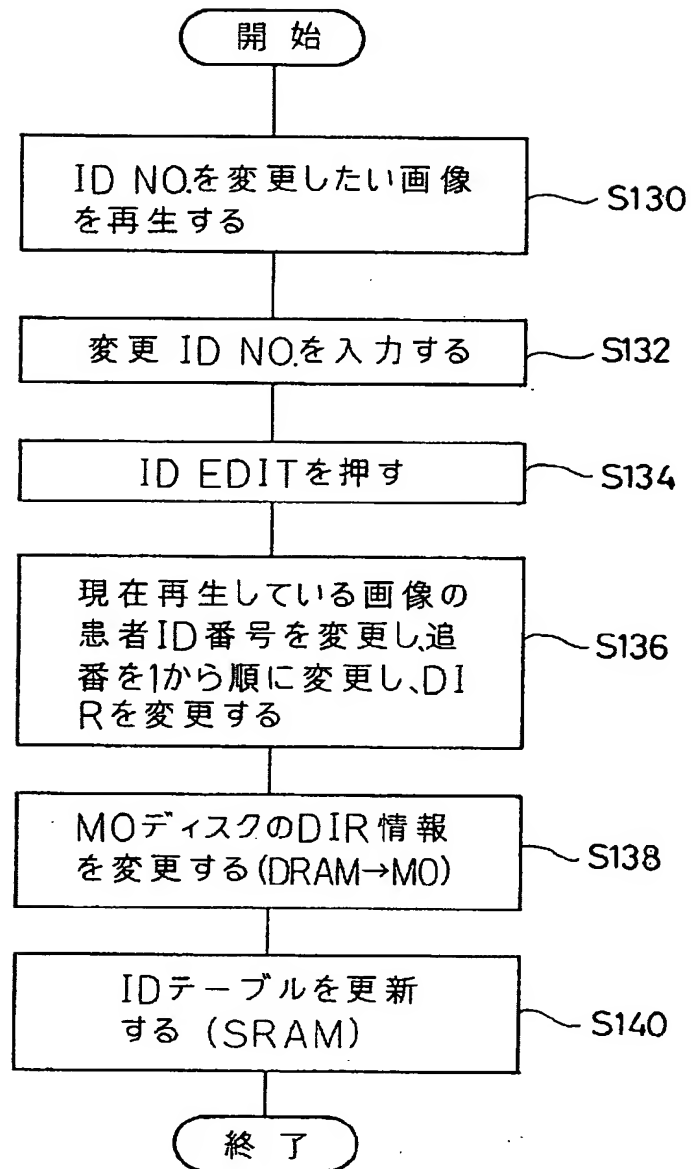 開始
ID NO.を変更したい画像
を再生する
S130
変更 ID NO.を入力する
S132
ID EDITを押す
S134
現在再生している画像の
患者ID番号を変更し、追
番を1から順に変更し、DI
Rを変更する
S136
MOディスクのDIR情報
を変更する(DRAM→MO)
S138
IDテーブルを更新
する (SRAM)
S140
終了